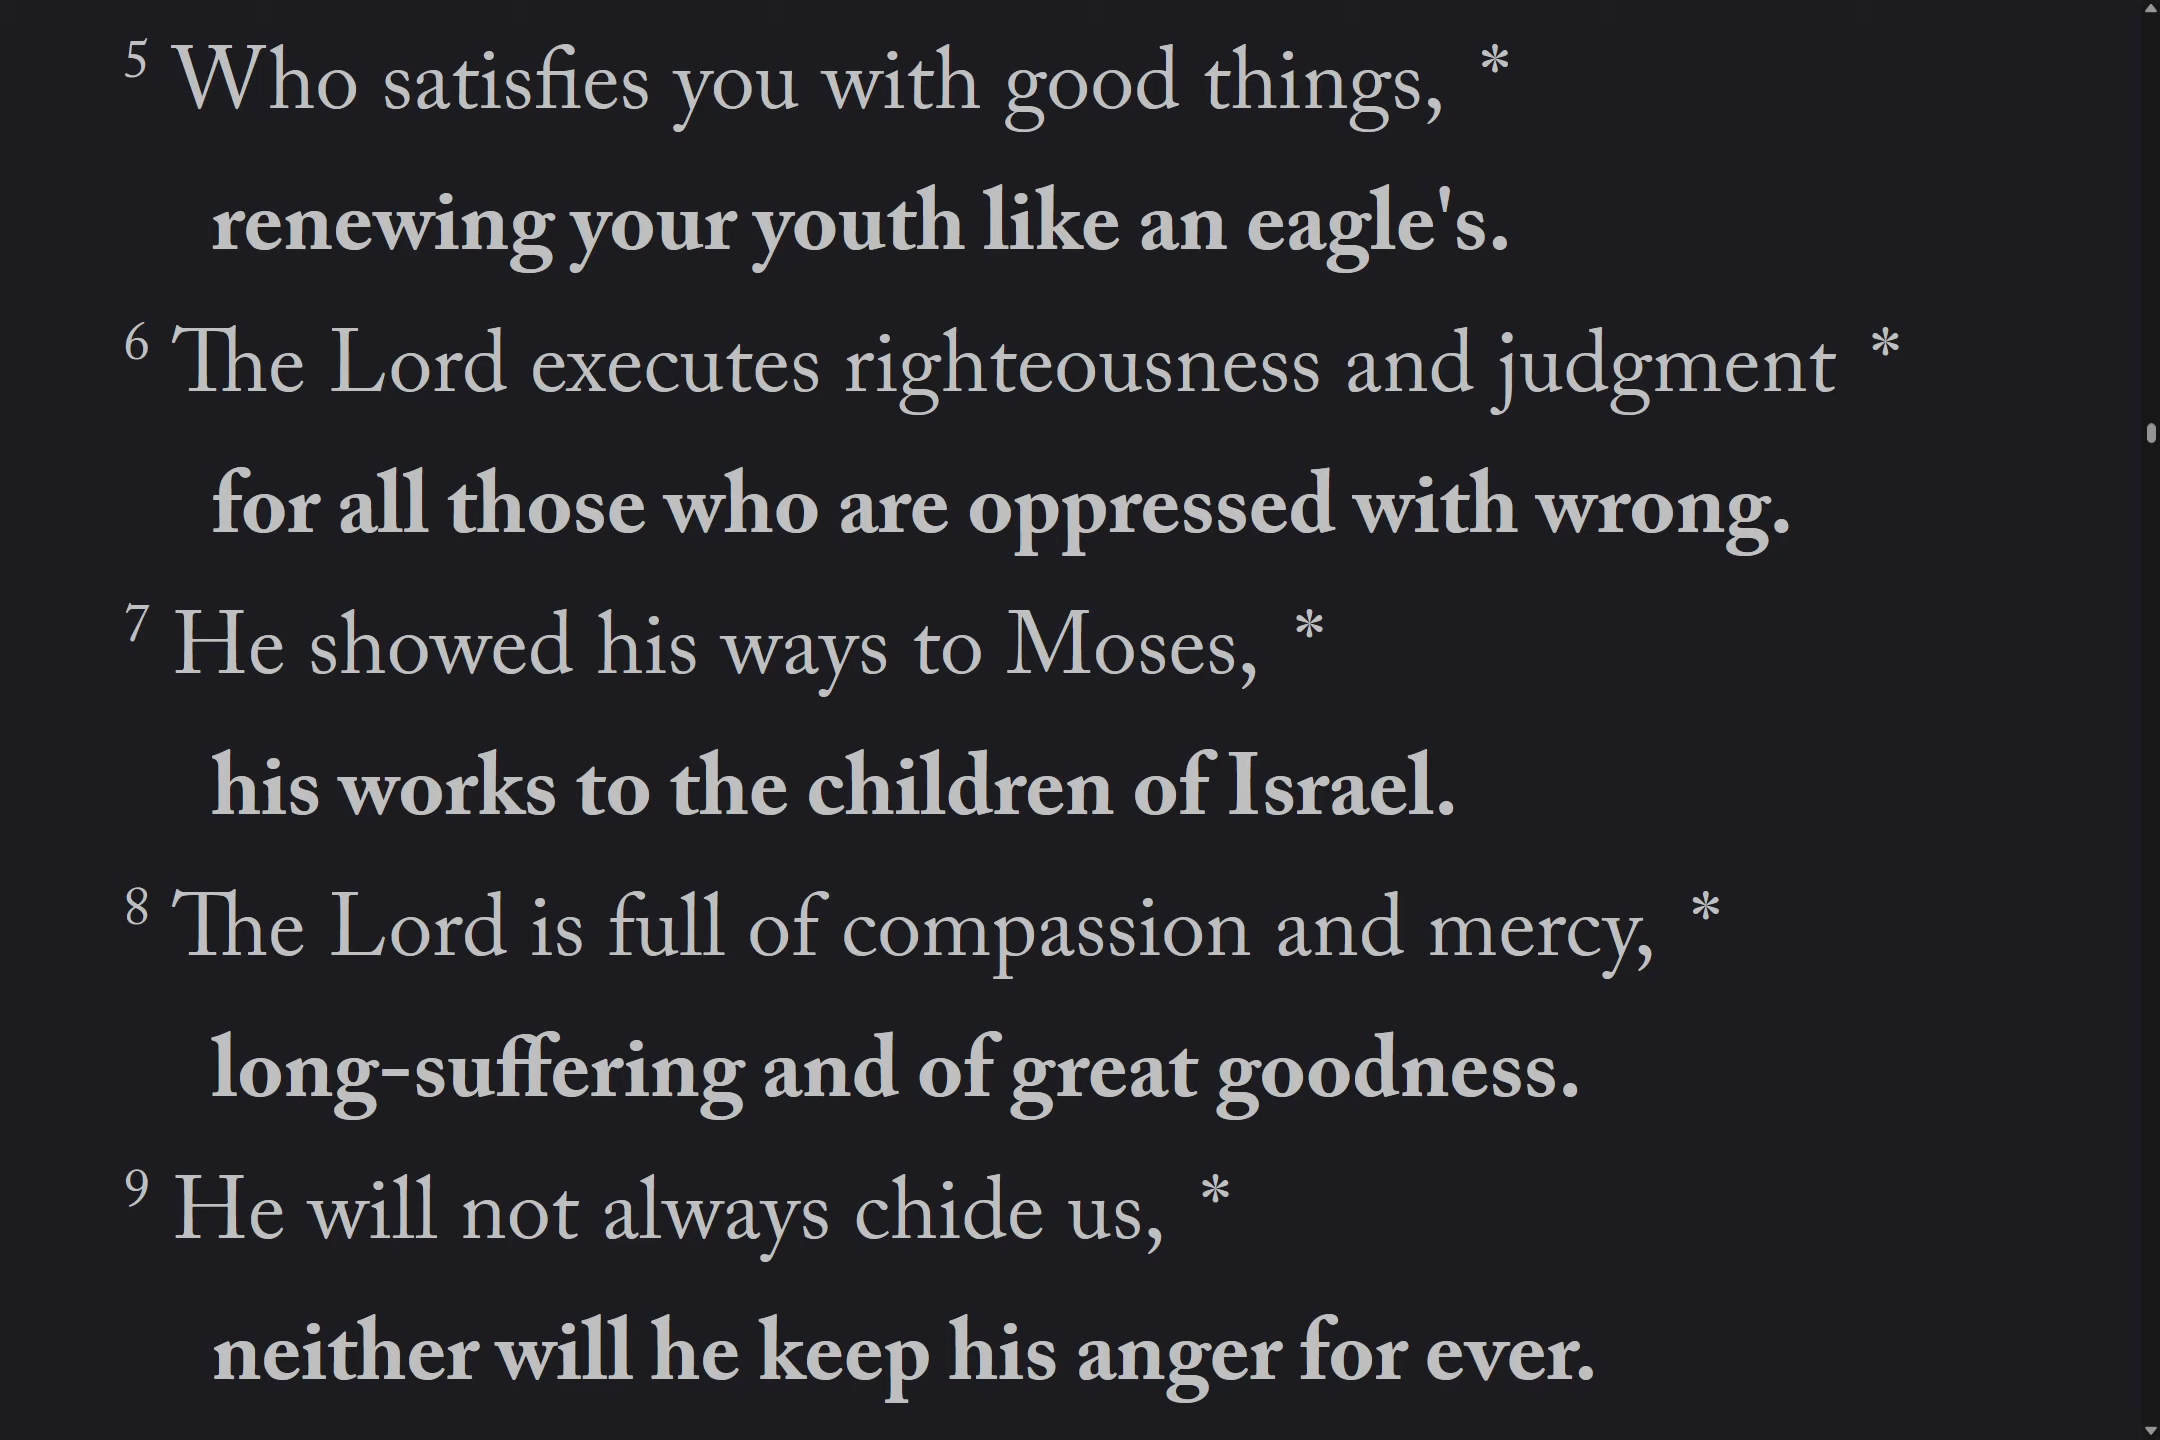 5 Who satisfies you with good things, *
renewing your youth like an eagle's.
6 The Lord executes righteousness and judgment *
for all those who are oppressed with wrong.
7 He showed his ways to Moses, *
his works to the children of Israel.
8 The Lord is full of compassion and mercy, *
long-suffering and of great goodness.
9 He will not always chide us, *
neither will he keep his anger for ever.